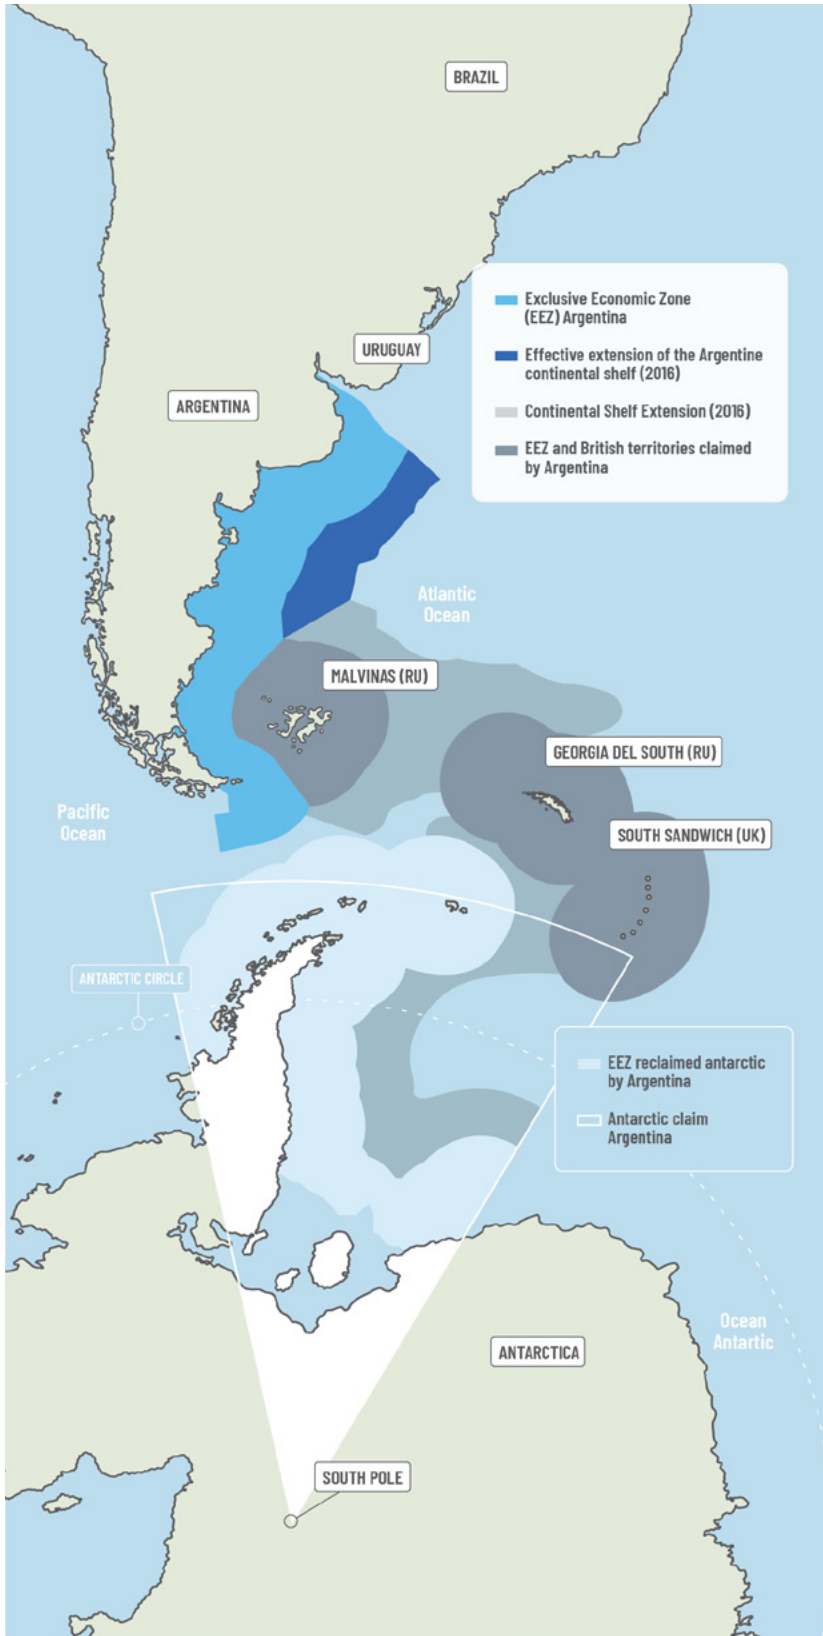 BRAZIL
Exclusive Economic Zone
(EEZ) Argentina
Effective extension of the Argentine
continental shelf (2016)
Continental Shelf Extension (2016)
EEZ and British territories claimed
by Argentina
URUGUAY
ARGENTINA
Atlantic
Ocean
MALVINAS (RU)
GEORGIA DEL SOUTH (RU)
Pacific
Ocean
SOUTH SANDWICH (UK)
ANTARCTIC CIRCLE
EEZ reclaimed antarctic
by Argentina
Antarctic claim
Argentina
Ocean
Antartic
ANTARCTICA
SOUTH POLE